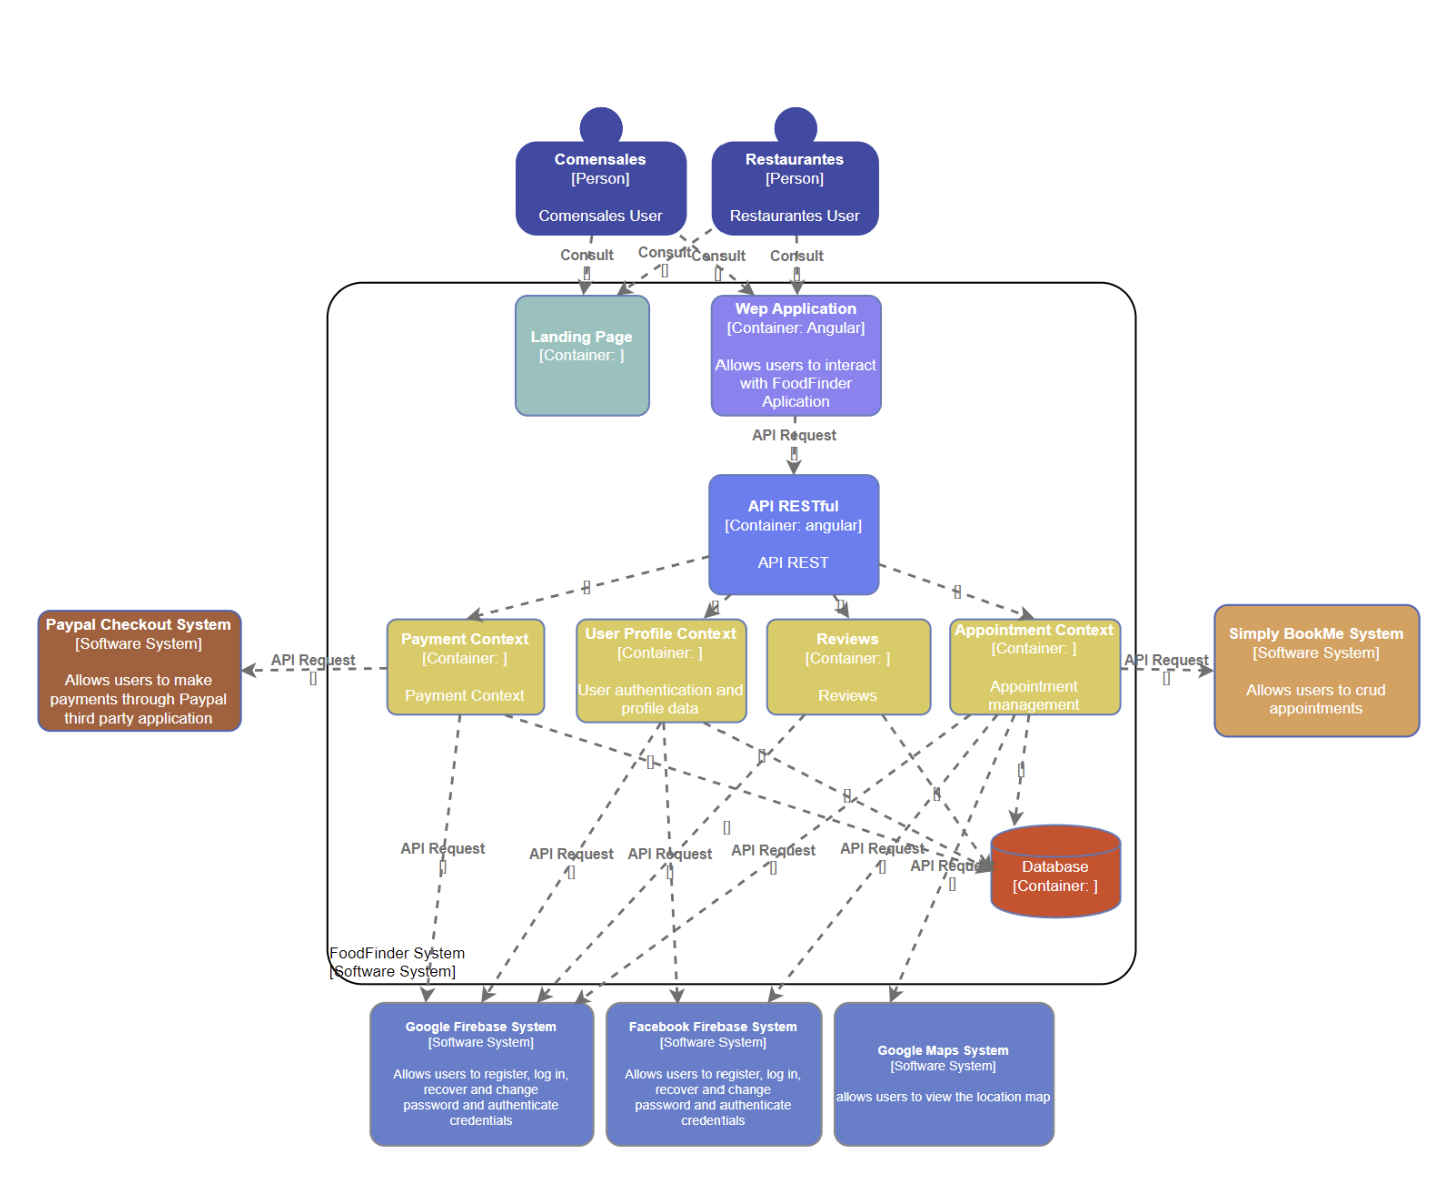 Comensales
[Person]
Comensales User
Restaurantes
[Person]
Restaurantes User
Consult
[]
Consult
[]
Consult
[]
Consult
[]
Landing Page
[Container: ]
Wep Application
[Container: Angular]
Allows users to interact
with FoodFinder
Aplication
API Request
[]
API RESTful
[Container: angular]
API REST
[]
[]
[]
[]
Paypal Checkout System
[Software System]
Allows users to make
payments through Paypal
third party application
API Request
[]
Payment Context
[Container: ]
Payment Context
User Profile Context
[Container: ]
User authentication and
profile data
Reviews
[Container: ]
Reviews
Appointment Context
[Container: ]
Appointment
management
API Request
[]
Simply BookMe System
[Software System]
Allows users to crud
appointments
[]
[]
[]
[]
[]
[]
API Request
[]
API Request
[]
API Request
[]
API Request
[]
API Request
[]
API Reque
[]
Database
[Container: ]
FoodFinder System
[Software System]
Google Firebase System
[Software System]
Allows users to register, log in,
recover and change
password and authenticate
credentials
Facebook Firebase System
[Software System]
Allows users to register, log in,
recover and change
password and authenticate
credentials
Google Maps System
[Software System]
allows users to view the location map